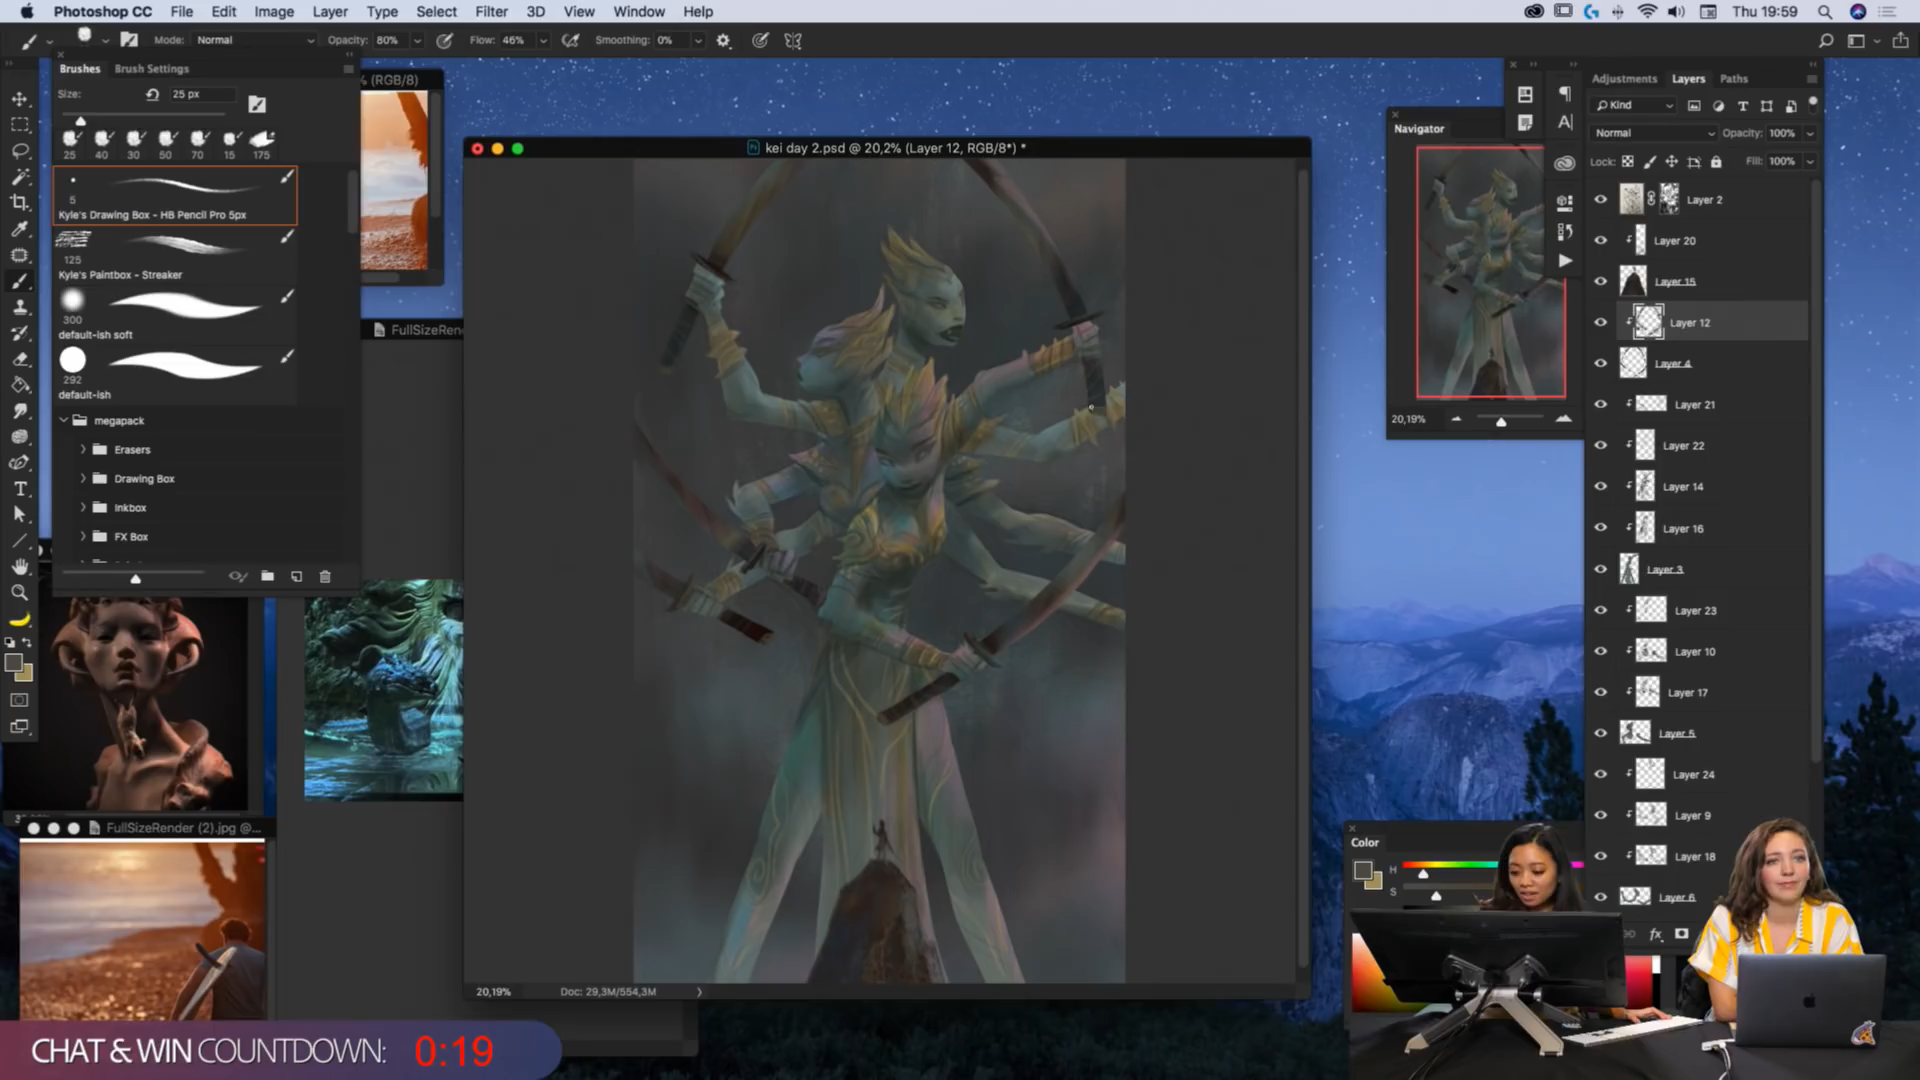 Photoshop CC File Edit Image Layer Type Select Filter 3D View Window Help Thu 19:59
Mode: Normal Opacity: 80% Flow: 46% Smoothing: 0%
Brushes Brush Settings
% (RGB/8)
Size: 25 px
25 40 30 50 70 15 175
5
Kyle's Drawing Box - HB Pencil Pro 5px
125
Kyle's Paintbox - Streaker
300
default-ish soft
292
default-ish
megapack
Erasers
Drawing Box
Inkbox
FX Box
FullSizeRen
kei day 2.psd @ 20,2% (Layer 12, RGB/8*) *
20,19% Doc: 29,3M/554,3M
FullSizeRender (2).jpg @...
Navigator
20,19%
Adjustments Layers Paths
Kind
Normal Opacity: 100%
Lock: Fill: 100%
Layer 2
Layer 20
Layer 15
Layer 12
Layer 4
Layer 21
Layer 22
Layer 14
Layer 16
Layer 3
Layer 23
Layer 10
Layer 17
Layer 5
Layer 24
Layer 9
Layer 18
Layer 6
fx
Color
H
S
CHAT & WIN COUNTDOWN: 0:19